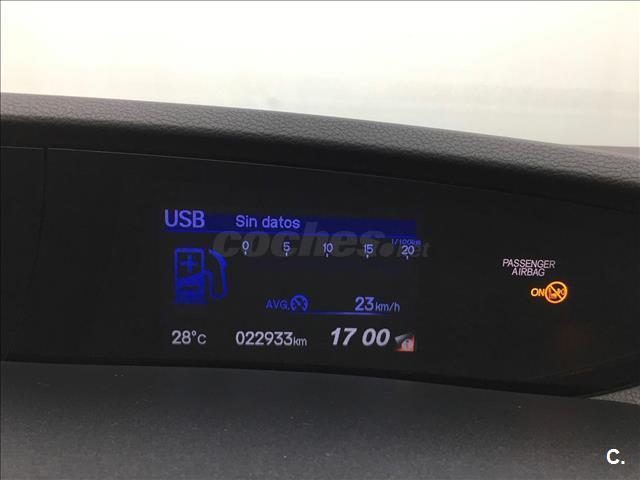 USB Sin datos
l/100km
0 5 10 15 20
coches.net
AVG. 23 km/h
28°C 022933 km 17 00
PASSENGER
AIRBAG
ON
C.